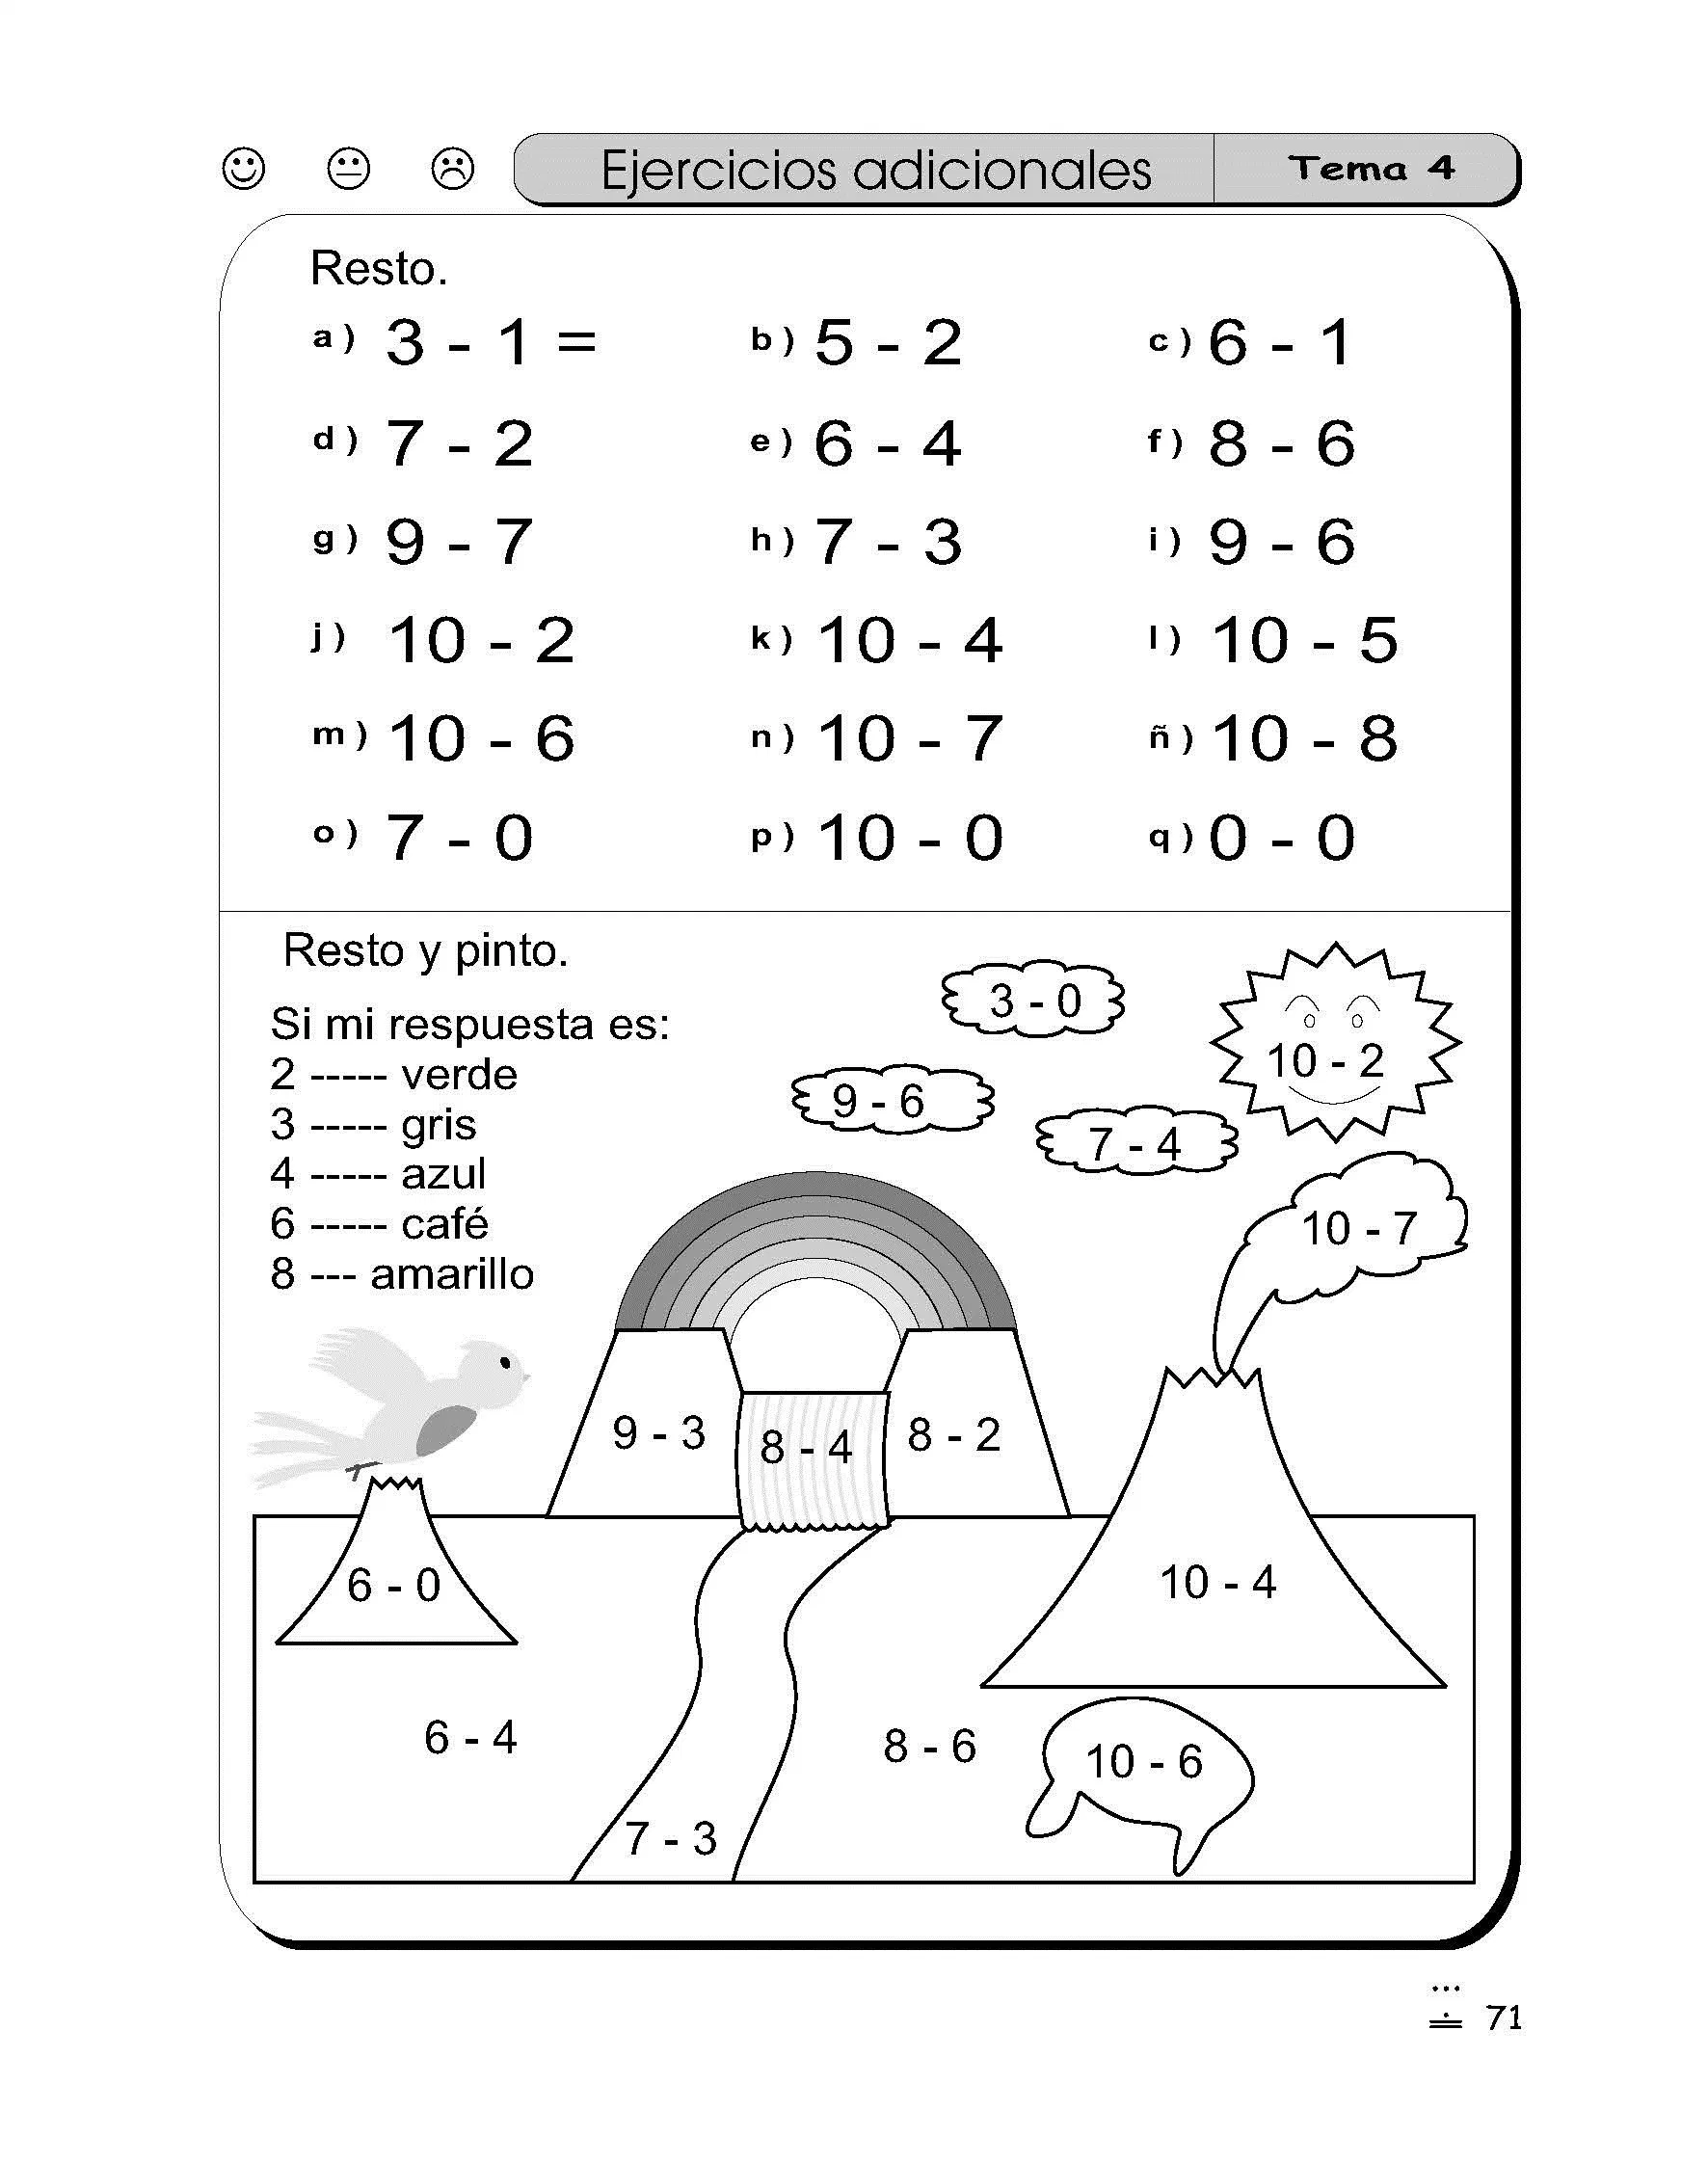 Ejercicios adicionales Tema 4
Resto.
a ) 3 - 1 = b ) 5 - 2 c ) 6 - 1
d ) 7 - 2 e ) 6 - 4 f ) 8 - 6
g ) 9 - 7 h ) 7 - 3 i ) 9 - 6
j ) 10 - 2 k ) 10 - 4 l ) 10 - 5
m ) 10 - 6 n ) 10 - 7 ñ ) 10 - 8
o ) 7 - 0 p ) 10 - 0 q ) 0 - 0
Resto y pinto.
Si mi respuesta es:
2 ----- verde
3 ----- gris
4 ----- azul
6 ----- café
8 --- amarillo
3 - 0
10 - 2
9 - 6
7 - 4
10 - 7
9 - 3
8 - 4
8 - 2
6 - 0
10 - 4
6 - 4
8 - 6
10 - 6
7 - 3
71